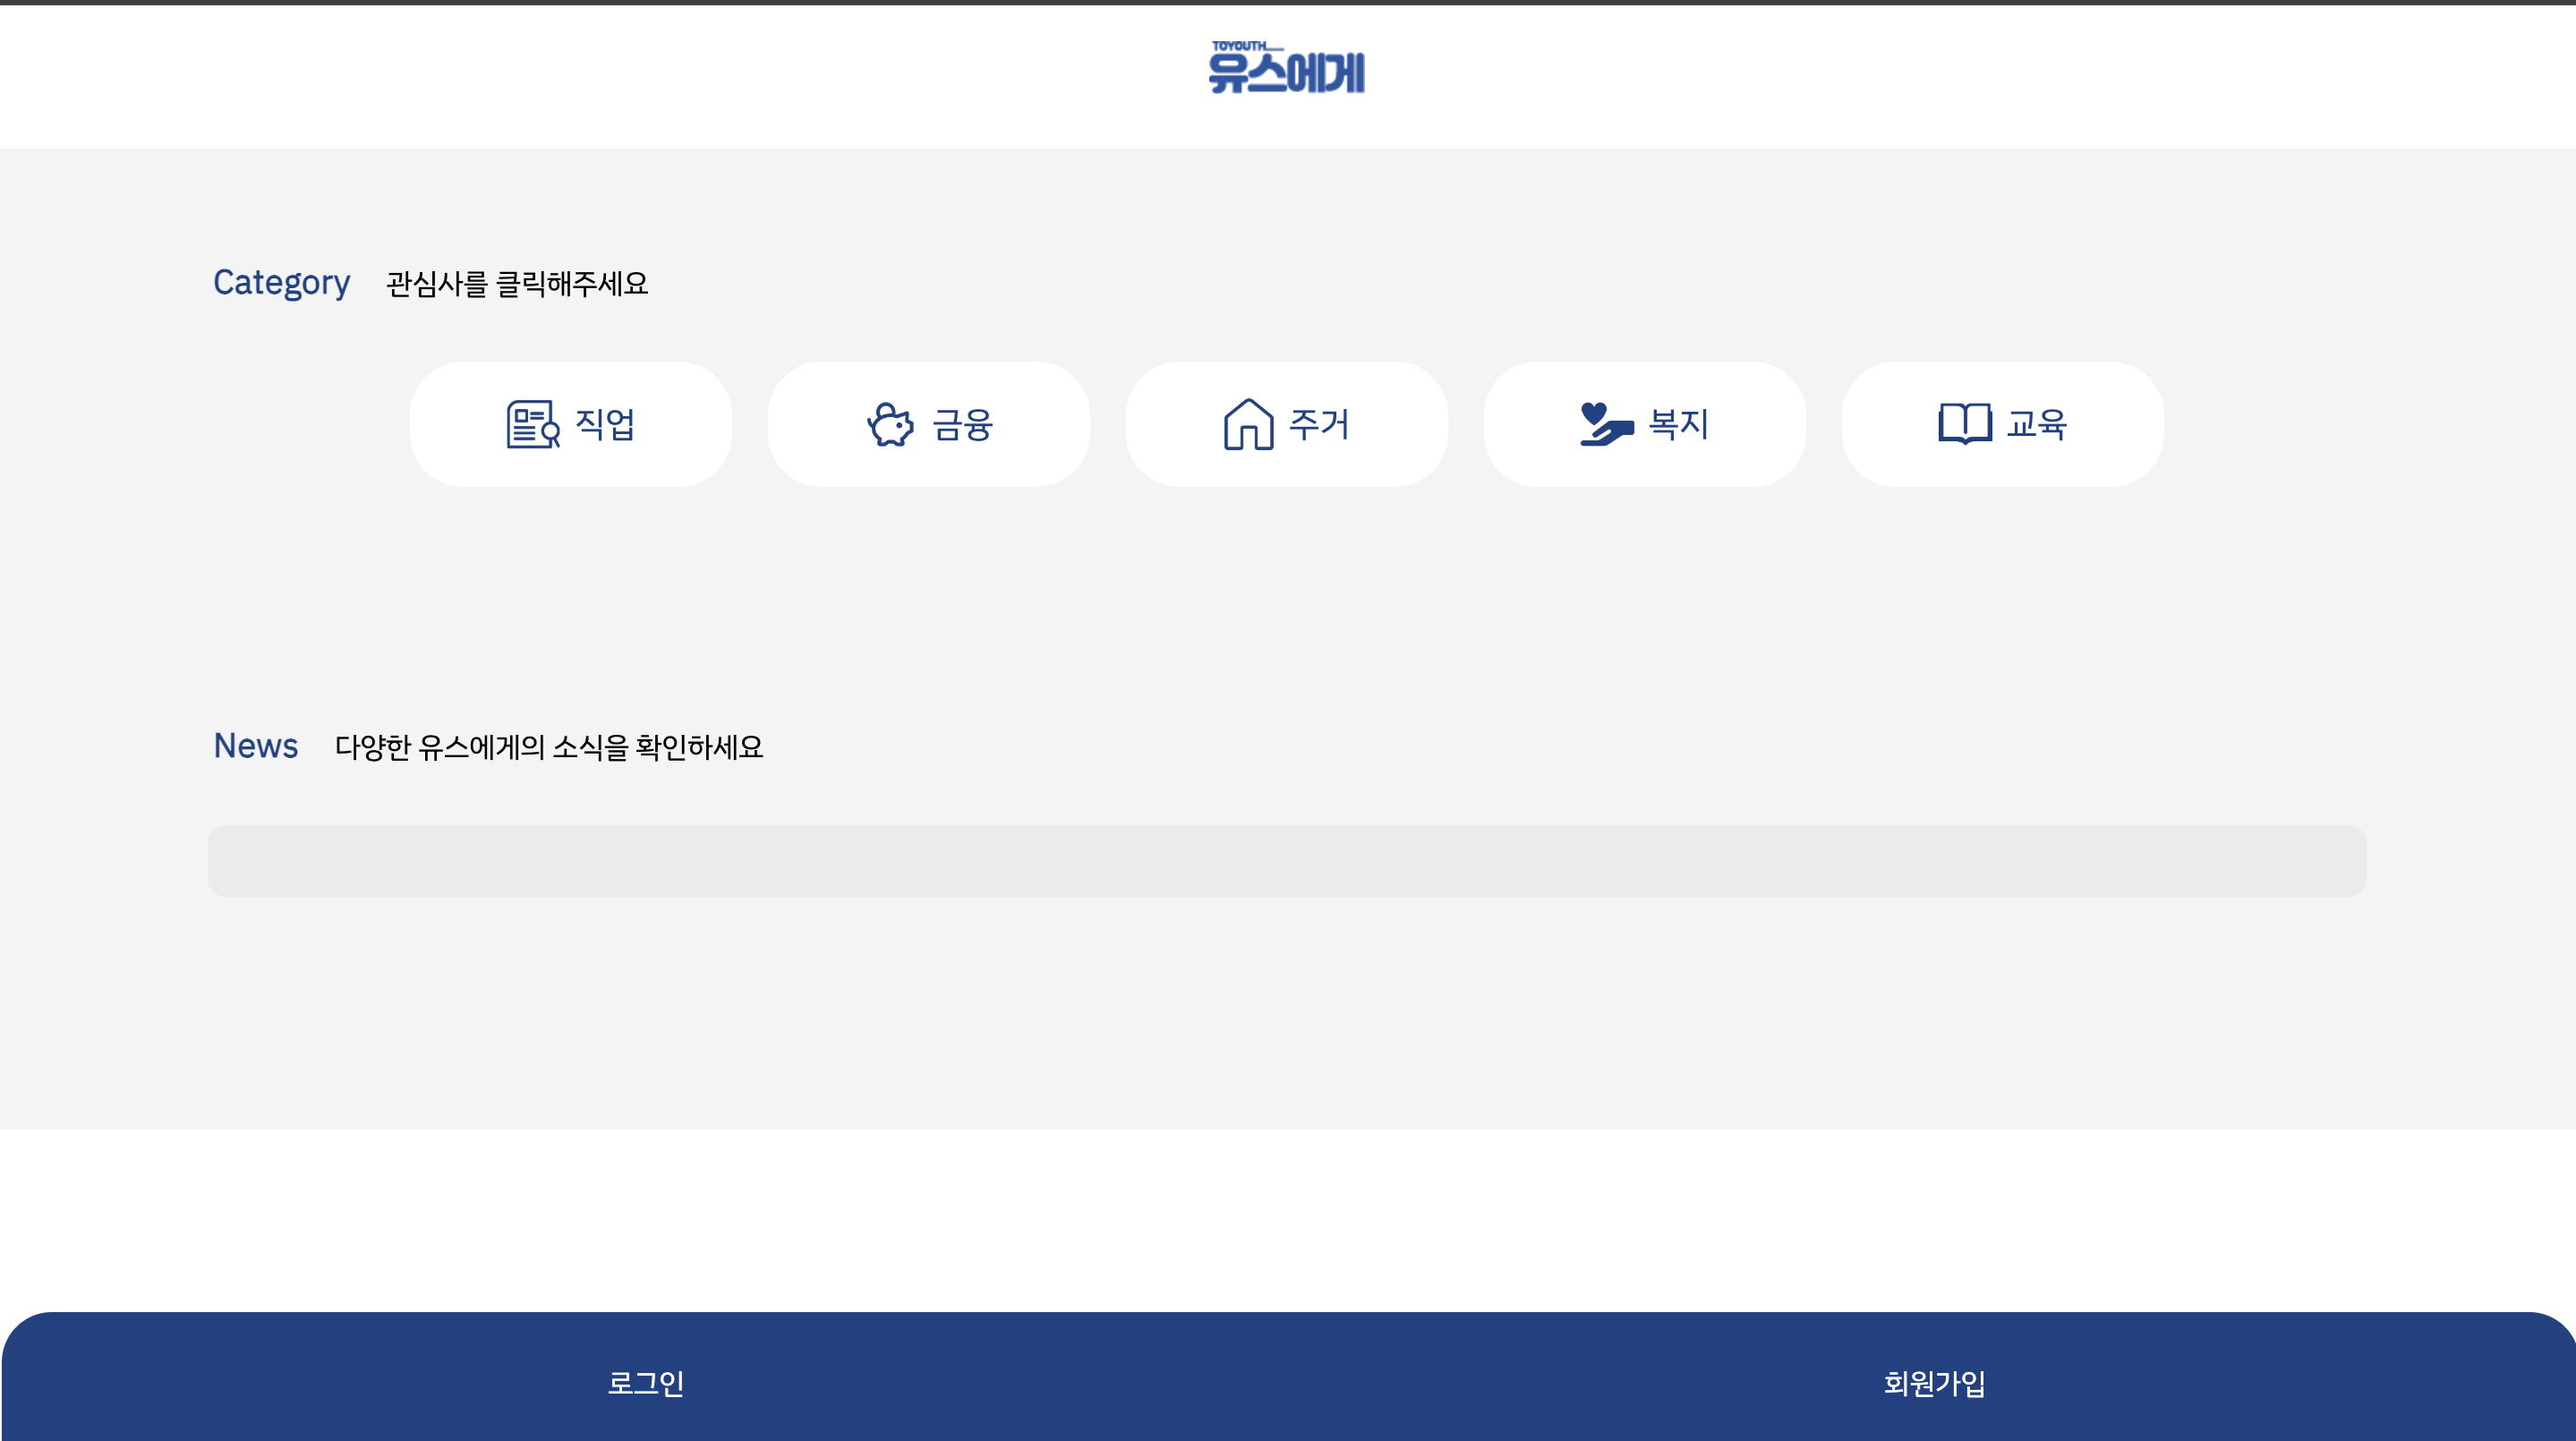 TOYOUTH
유스에게
Category 관심사를 클릭해주세요
직업 금융 주거 복지 교육
News 다양한 유스에게의 소식을 확인하세요
로그인 회원가입